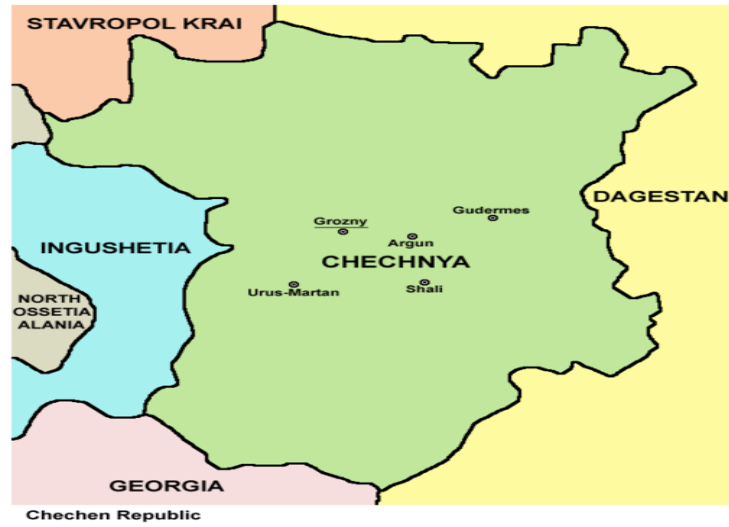 STAVROPOL KRAI
DAGESTAN
Gudermes
Grozny
Argun
INGUSHETIA
CHECHNYA
Urus-Martan
Shali
NORTH
OSSETIA
ALANIA
GEORGIA
Chechen Republic